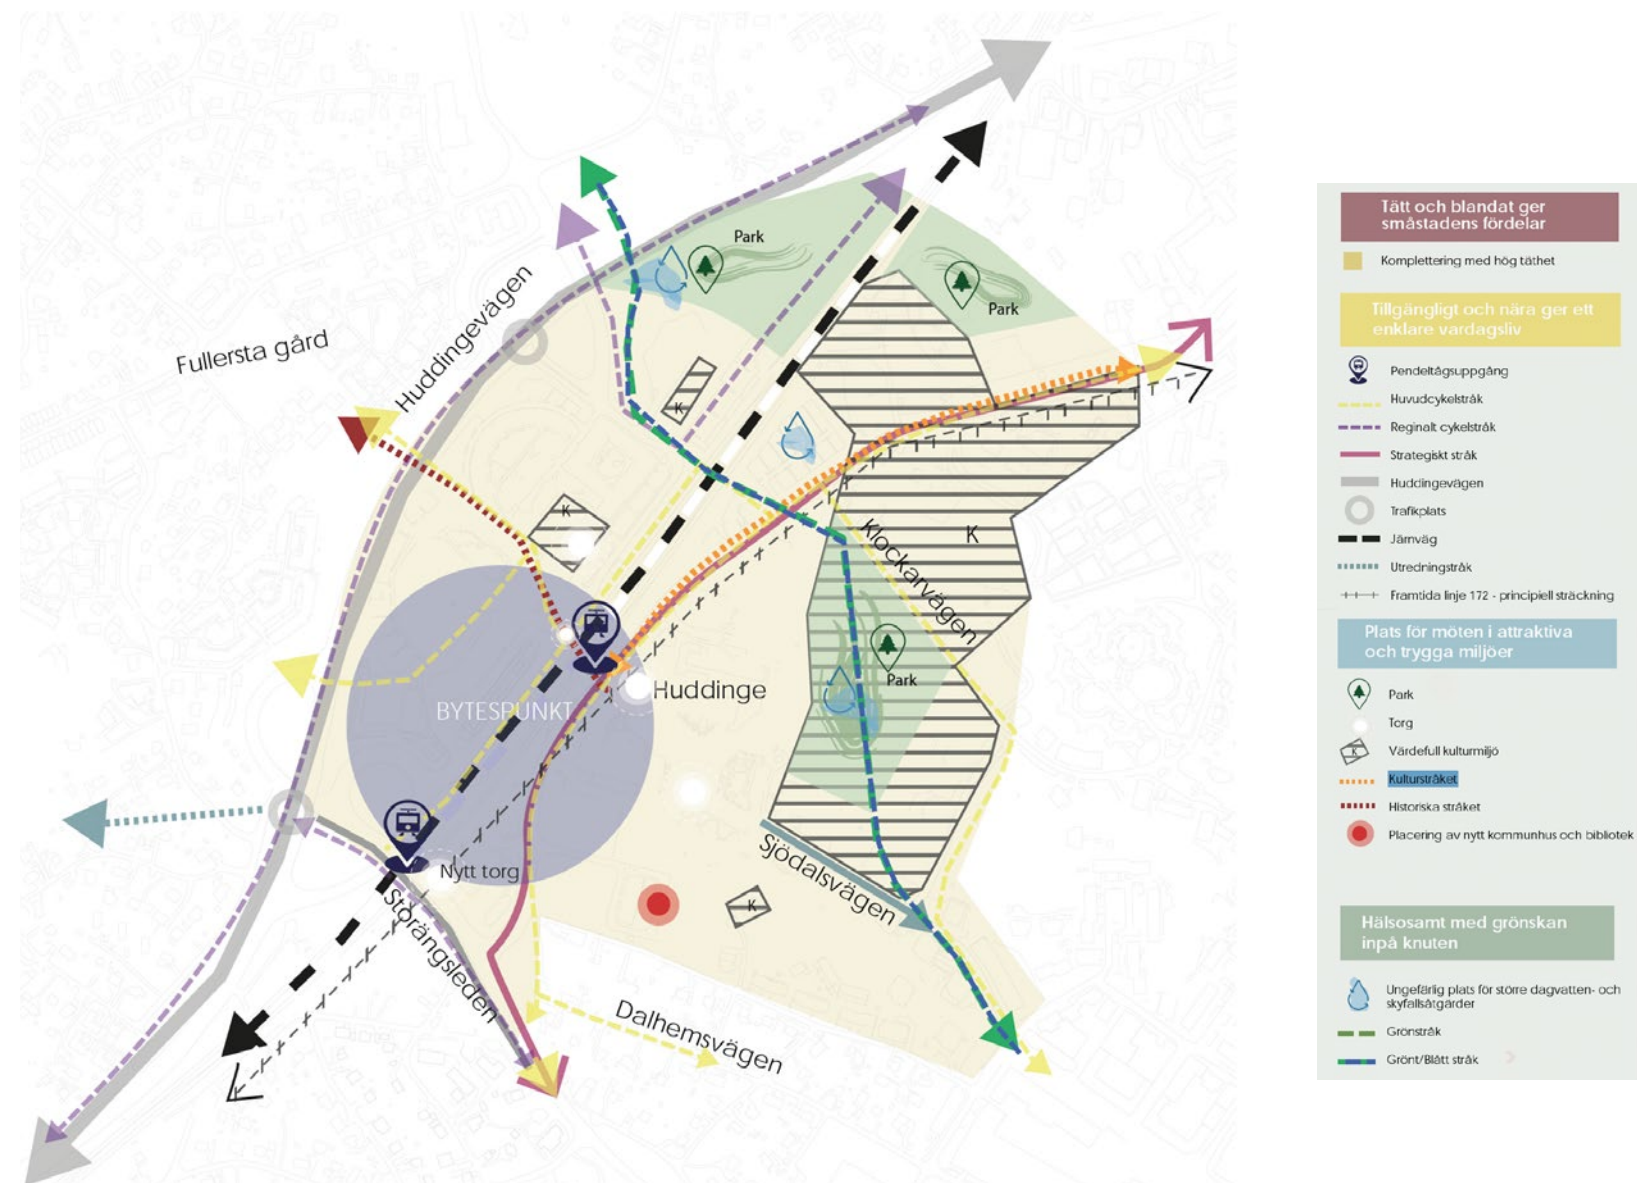 Park
Park
Huddingevägen
Fullersta gård
K
K
K
Klockarvägen
Park
Huddinge
BYTESPUNKT
Nytt torg
Storängsleden
Sjödalsvägen
K
Dalhemsvägen
Tätt och blandat ger
småstadens fördelar
Komplettering med hög täthet
Tillgängligt och nära ger ett
enklare vardagsliv
Pendeltågsuppgång
Huvudcykelstråk
Reginalt cykelstråk
Strategiskt stråk
Huddingevägen
Trafikplats
Järnväg
Utredningstråk
Framtida linje 172 - principiell sträckning
Plats för möten i attraktiva
och trygga miljöer
Park
Torg
K
Värdefull kulturmiljö
Kulturstråket
Historiska stråket
Placering av nytt kommunhus och bibliotek
Hälsosamt med grönskan
inpå knuten
Ungefärlig plats för större dagvatten- och
skyfallsåtgärder
Grönstråk
Grönt/Blått stråk